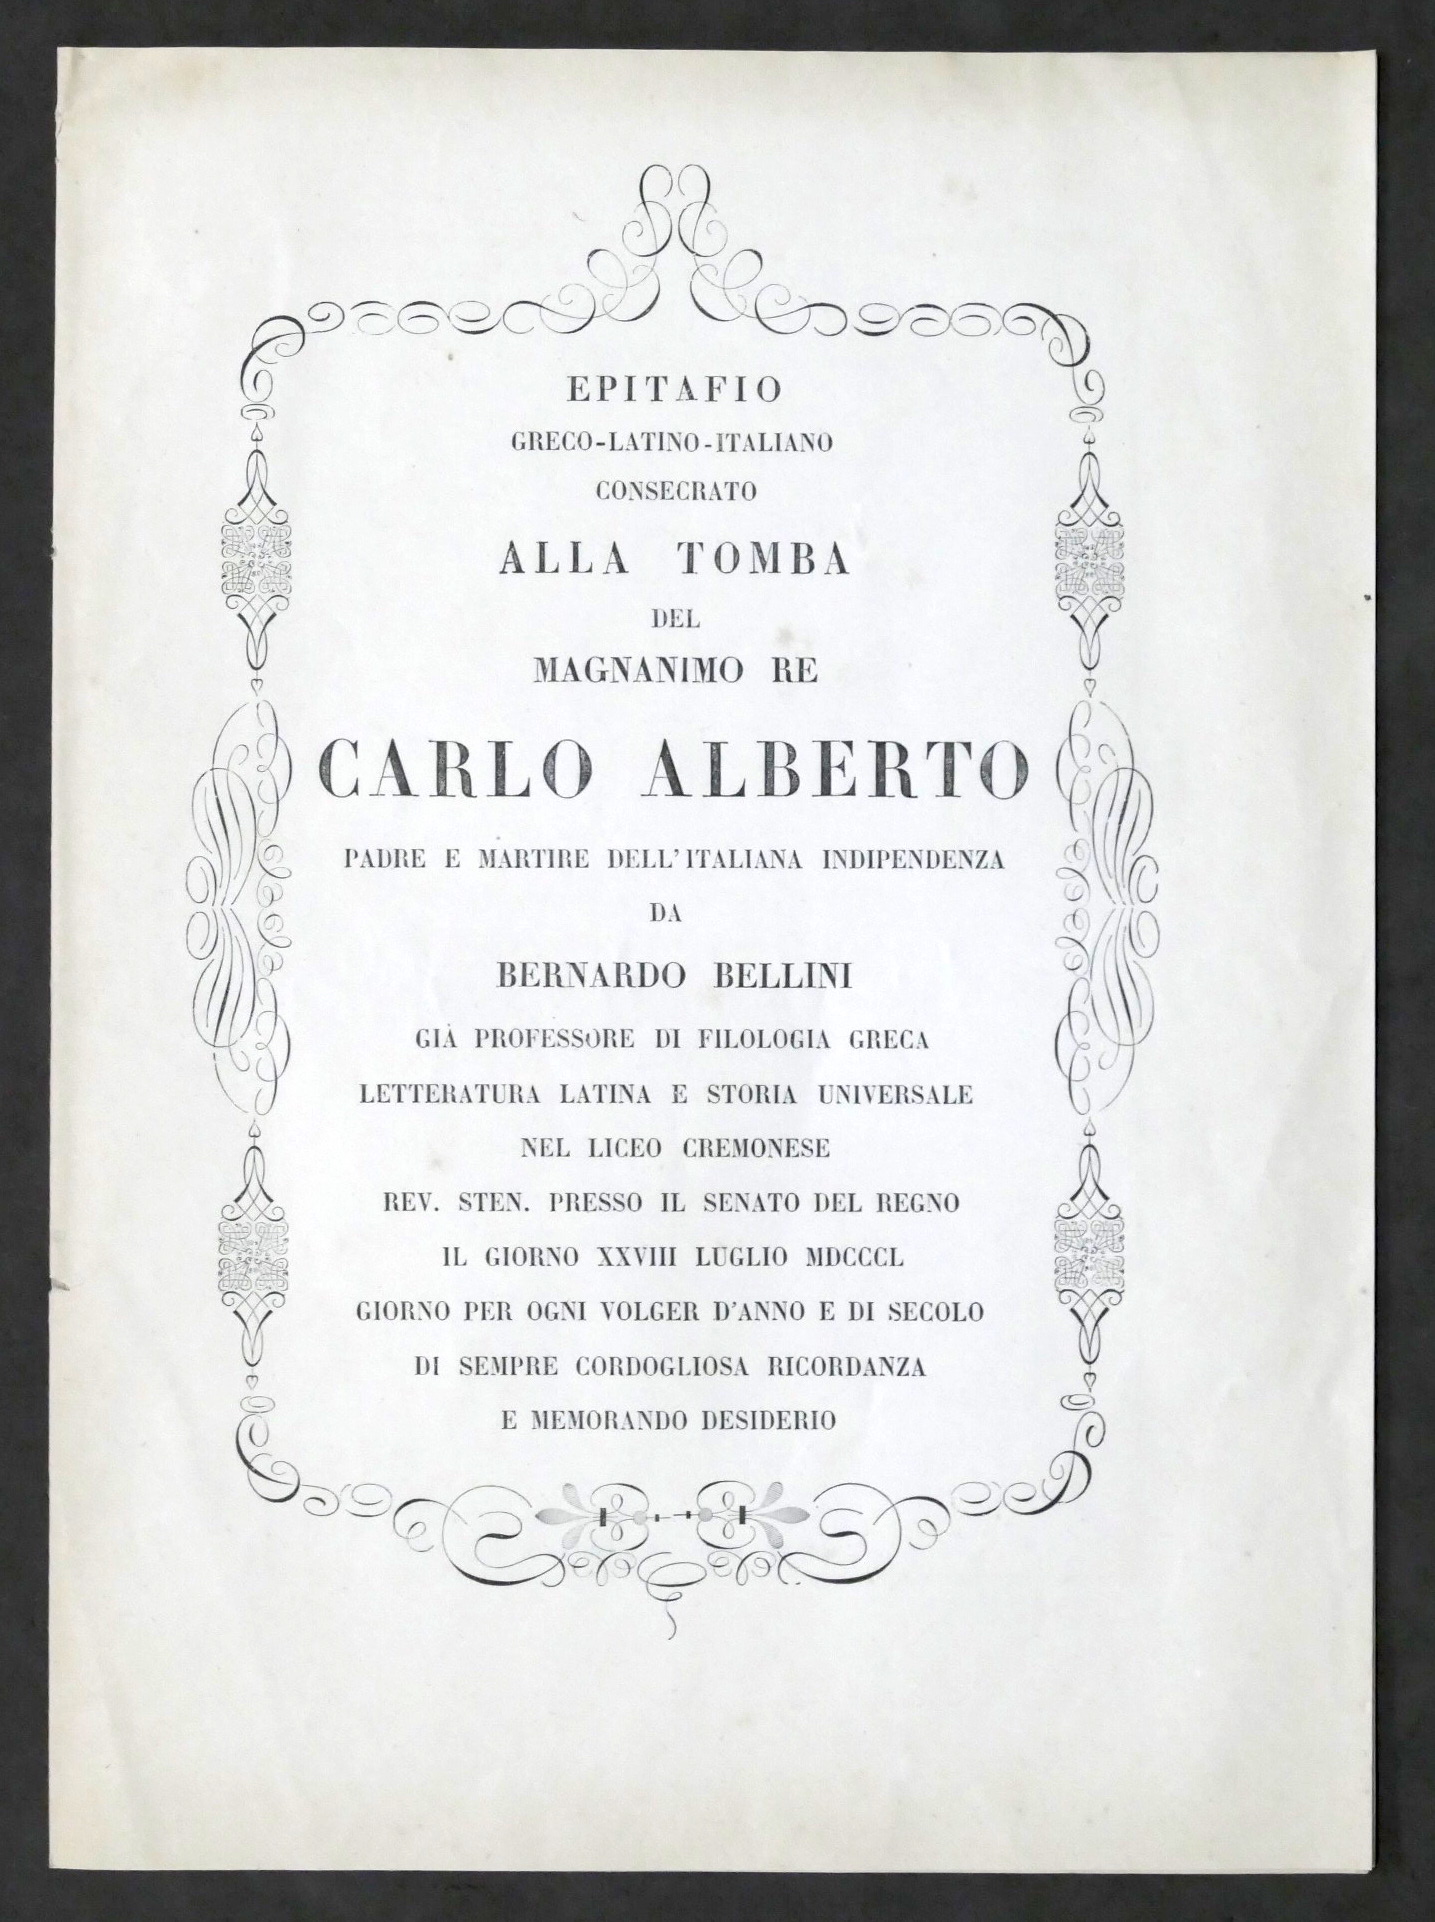 EPITAFIO
GRECO-LATINO-ITALIANO
CONSECRATO
ALLA TOMBA
DEL
MAGNANIMO RE
CARLO ALBERTO
PADRE E MARTIRE DELL'ITALIANA INDIPENDENZA
DA
BERNARDO BELLINI
GIÀ PROFESSORE DI FILOLOGIA GRECA
LETTERATURA LATINA E STORIA UNIVERSALE
NEL LICEO CREMONESE
REV. STEN. PRESSO IL SENATO DEL REGNO
IL GIORNO XXVIII LUGLIO MDCCCL
GIORNO PER OGNI VOLGER D'ANNO E DI SECOLO
DI SEMPRE CORDOGLIOSA RICORDANZA
E MEMORANDO DESIDERIO